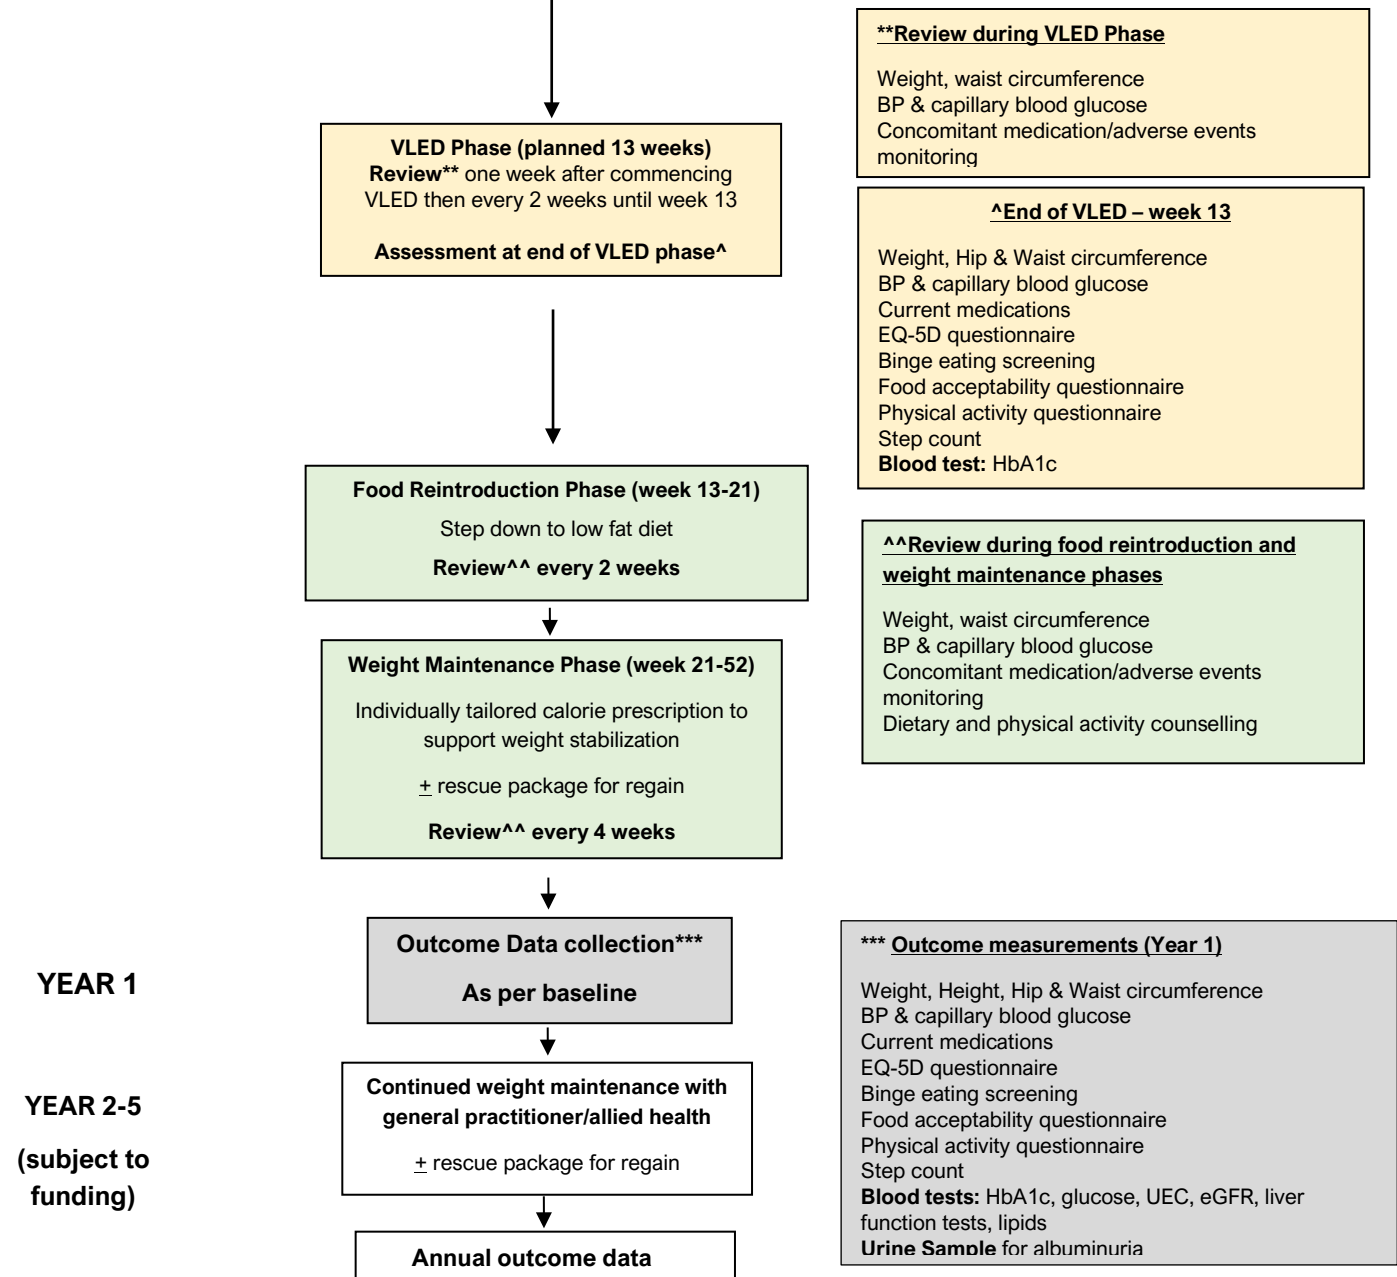 **Review during VLED Phase
Weight, waist circumference
BP & capillary blood glucose
Concomitant medication/adverse events
monitoring
VLED Phase (planned 13 weeks)
Review** one week after commencing
VLED then every 2 weeks until week 13
Assessment at end of VLED phase^
^End of VLED – week 13
Weight, Hip & Waist circumference
BP & capillary blood glucose
Current medications
EQ-5D questionnaire
Binge eating screening
Food acceptability questionnaire
Physical activity questionnaire
Step count
Blood test: HbA1c
Food Reintroduction Phase (week 13-21)
Step down to low fat diet
Review^^ every 2 weeks
^^Review during food reintroduction and
weight maintenance phases
Weight, waist circumference
BP & capillary blood glucose
Concomitant medication/adverse events
monitoring
Dietary and physical activity counselling
Weight Maintenance Phase (week 21-52)
Individually tailored calorie prescription to
support weight stabilization
+ rescue package for regain
Review^^ every 4 weeks
YEAR 1
Outcome Data collection***
As per baseline
*** Outcome measurements (Year 1)
Weight, Height, Hip & Waist circumference
BP & capillary blood glucose
Current medications
EQ-5D questionnaire
Binge eating screening
Food acceptability questionnaire
Physical activity questionnaire
Step count
Blood tests: HbA1c, glucose, UEC, eGFR, liver
function tests, lipids
Urine Sample for albuminuria
YEAR 2-5
(subject to
funding)
Continued weight maintenance with
general practitioner/allied health
+ rescue package for regain
Annual outcome data